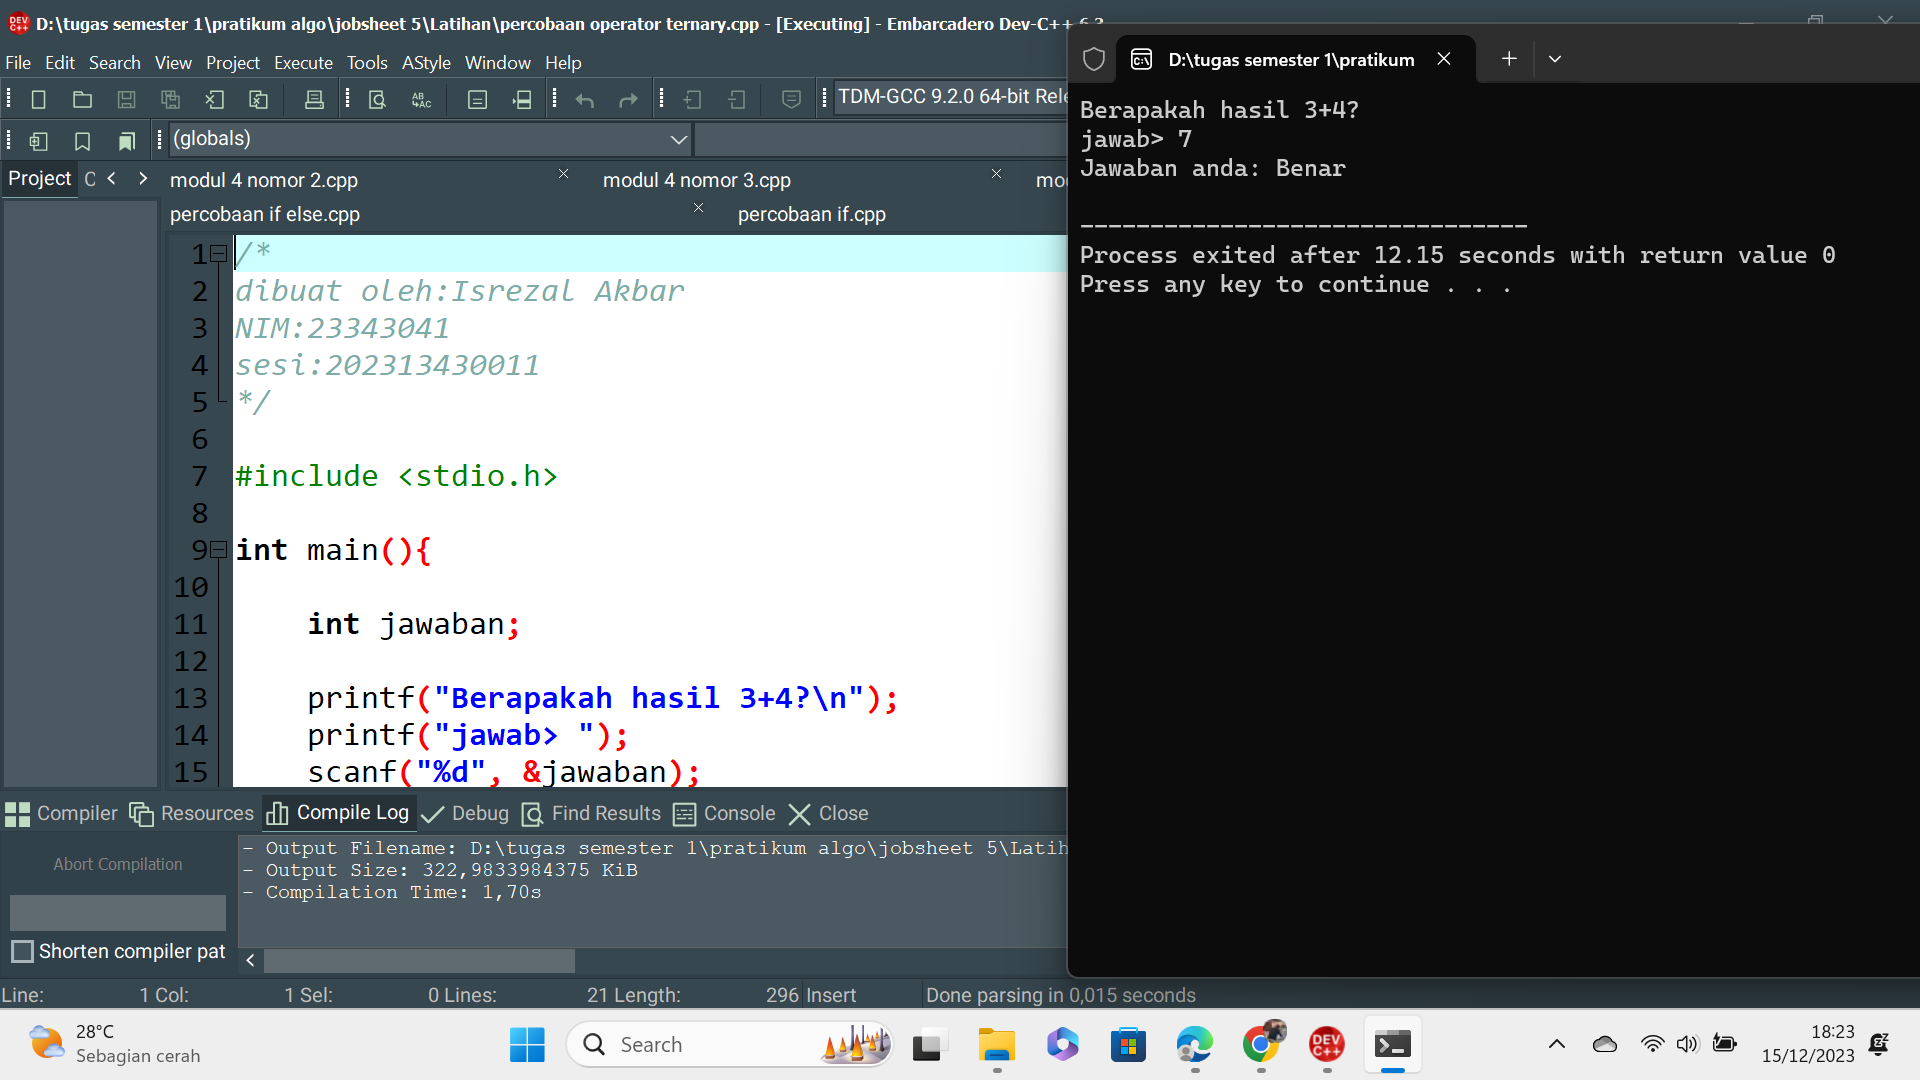 D:\tugas semester 1\pratikum algo\jobsheet 5\Latihan\percobaan operator ternary.cpp - [Executing] - Embarcadero Dev-C++
File Edit Search View Project Execute Tools AStyle Window Help
TDM-GCC 9.2.0 64-bit Rele
(globals)
Project
modul 4 nomor 2.cpp
modul 4 nomor 3.cpp
percobaan if else.cpp
percobaan if.cpp
1 /*
2 dibuat oleh:Isrezal Akbar
3 NIM:23343041
4 sesi:202313430011
5 */
6
7 #include <stdio.h>
8
9 int main(){
10
11 int jawaban;
12
13 printf("Berapakah hasil 3+4?\n");
14 printf("jawab> ");
15 scanf("%d", &jawaban);
Compiler Resources Compile Log Debug Find Results Console Close
Abort Compilation
Shorten compiler pat
- Output Filename: D:\tugas semester 1\pratikum algo\jobsheet 5\Latih
- Output Size: 322,9833984375 KiB
- Compilation Time: 1,70s
Line: 1 Col: 1 Sel: 0 Lines: 21 Length: 296 Insert Done parsing in 0,015 seconds
D:\tugas semester 1\pratikum
Berapakah hasil 3+4?
jawab> 7
Jawaban anda: Benar
--------------------------------
Process exited after 12.15 seconds with return value 0
Press any key to continue . . .
28°C
Sebagian cerah
Search
DEV C++
18:23
15/12/2023